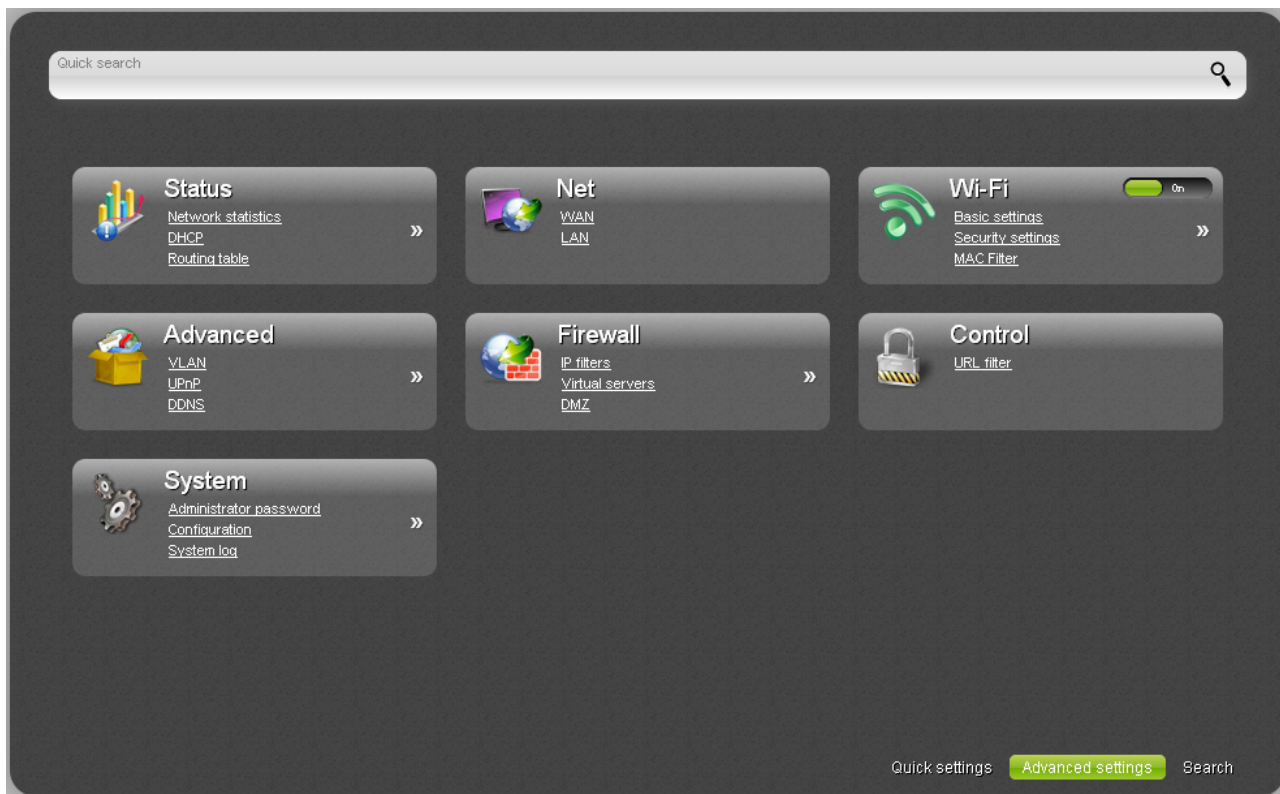 Quick search
Status
Network statistics
DHCP
Routing table
»
Net
WAN
LAN
Wi-Fi
On
Basic settings
Security settings
MAC Filter
»
Advanced
VLAN
UPnP
DDNS
»
Firewall
IP filters
Virtual servers
DMZ
»
Control
URL filter
System
Administrator password
Configuration
System log
»
Quick settings
Advanced settings
Search